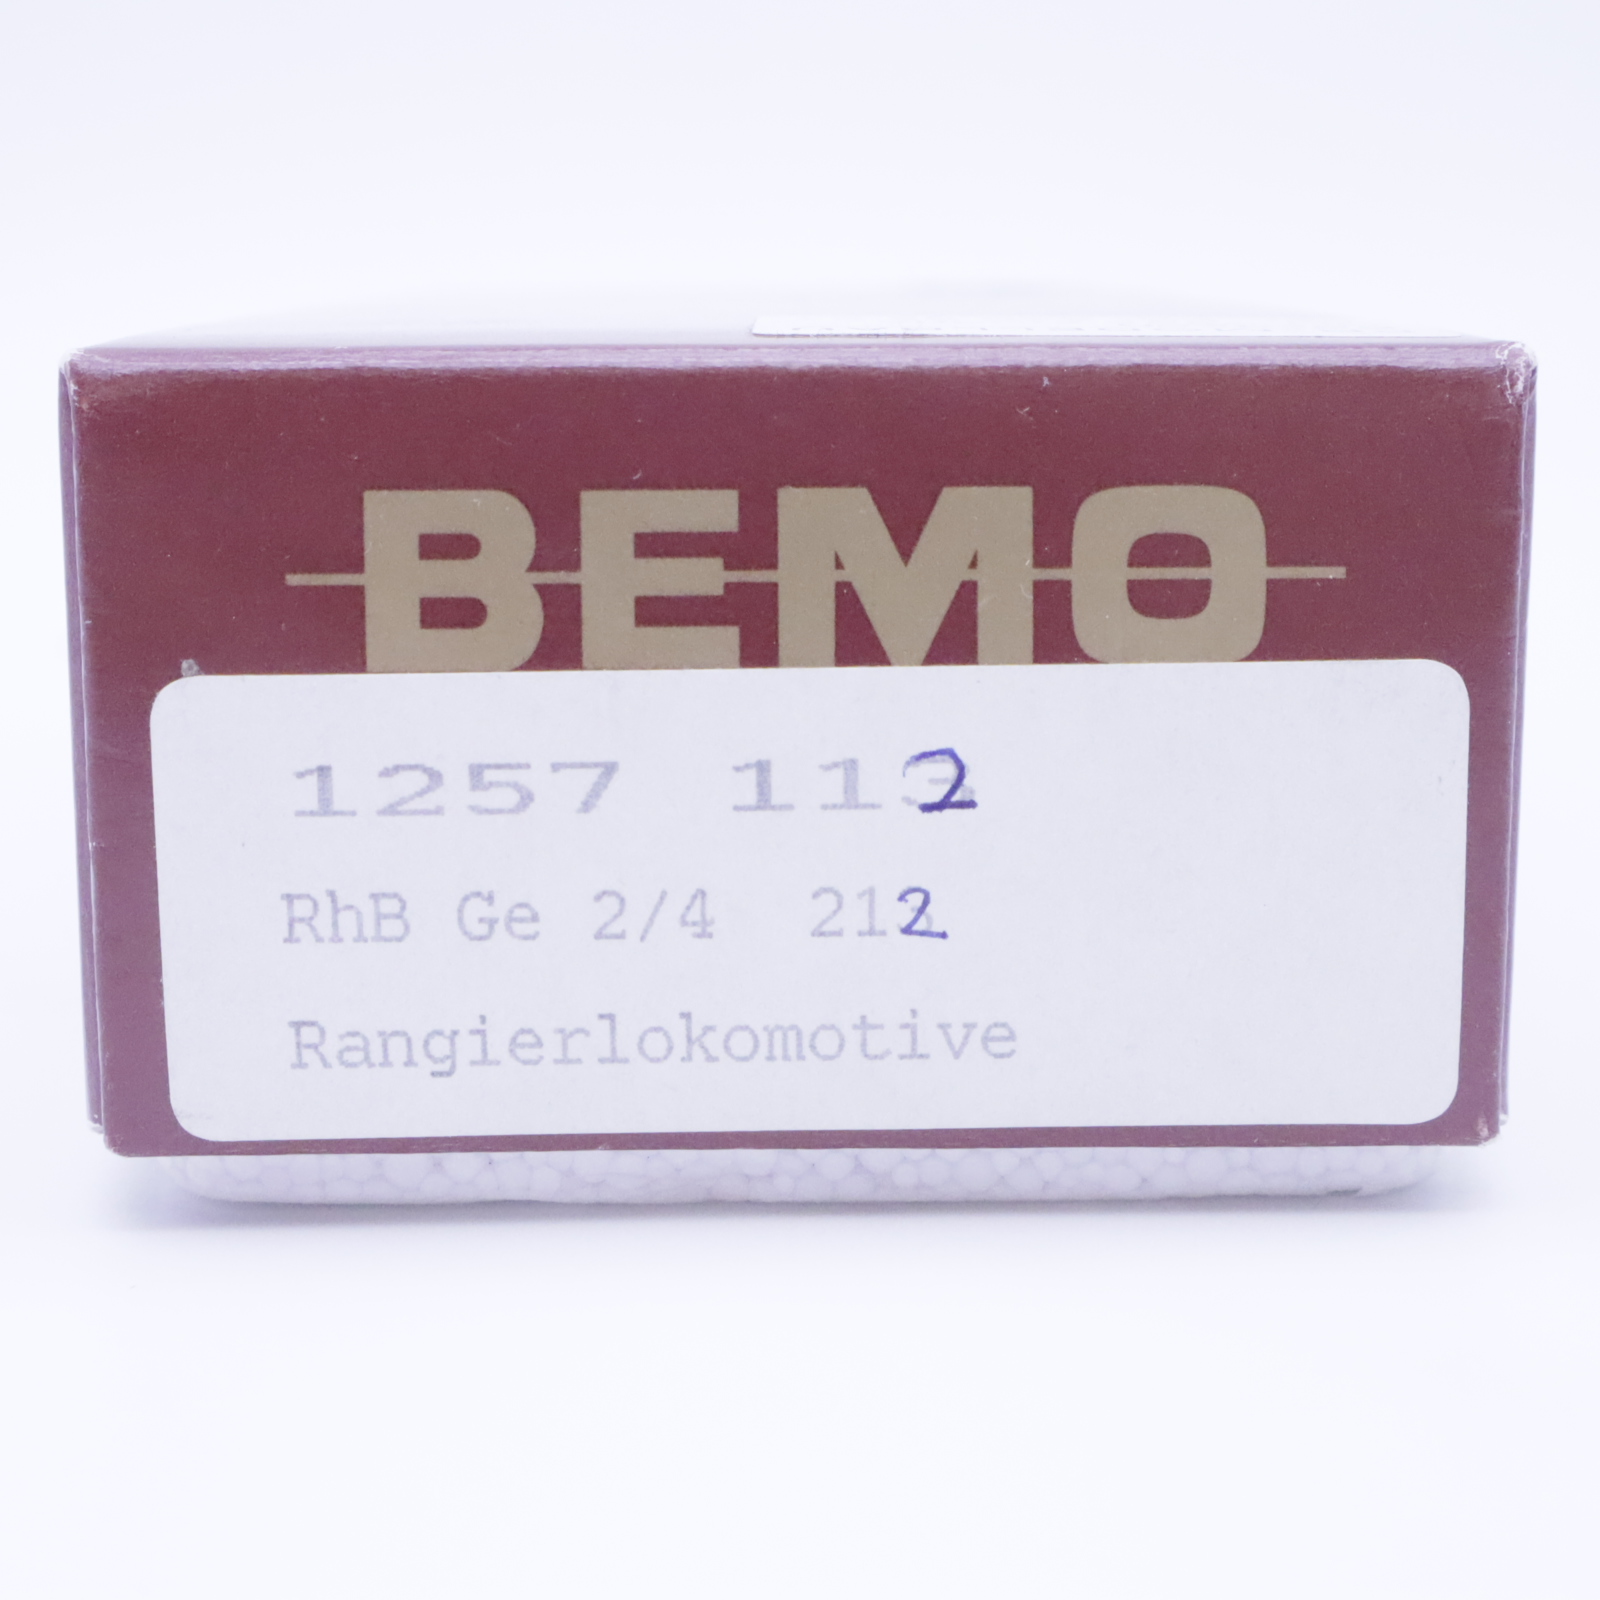 BEMO
1257 112
RhB Ge 2/4 212
Rangierlokomotive